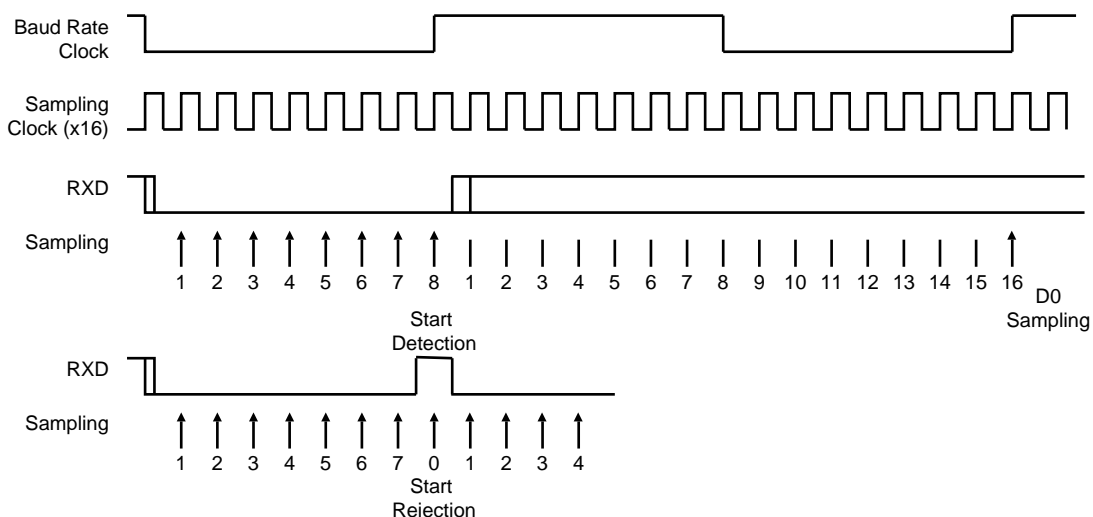 Baud Rate
Clock
Sampling
Clock (x16)
RXD
Sampling
1 2 3 4 5 6 7 8 1 2 3 4 5 6 7 8 9 10 11 12 13 14 15 16
D0
Sampling
Start
Detection
RXD
Sampling
1 2 3 4 5 6 7 0 1 2 3 4
Start
Rejection